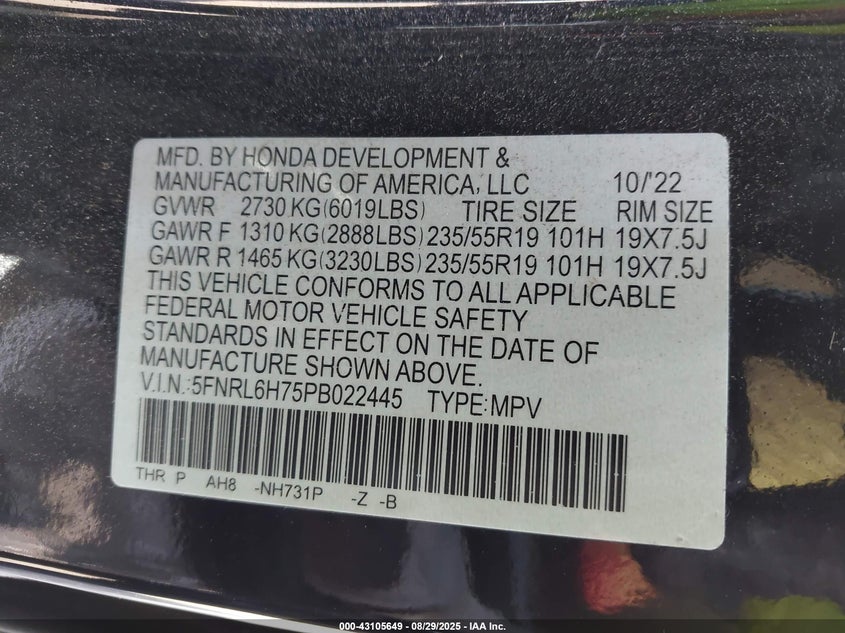 MFD. BY HONDA DEVELOPMENT &
MANUFACTURING OF AMERICA, LLC 10/'22
GVWR 2730 KG(6019LBS) TIRE SIZE RIM SIZE
GAWR F 1310 KG(2888LBS) 235/55R19 101H 19X7.5J
GAWR R 1465 KG(3230LBS) 235/55R19 101H 19X7.5J
THIS VEHICLE CONFORMS TO ALL APPLICABLE
FEDERAL MOTOR VEHICLE SAFETY
STANDARDS IN EFFECT ON THE DATE OF
MANUFACTURE SHOWN ABOVE.
V.I.N.:5FNRL6H75PB022445 TYPE:MPV
THR P AH8 -NH731P -Z -B
000-43105649 - 08/29/2025 - IAA Inc.